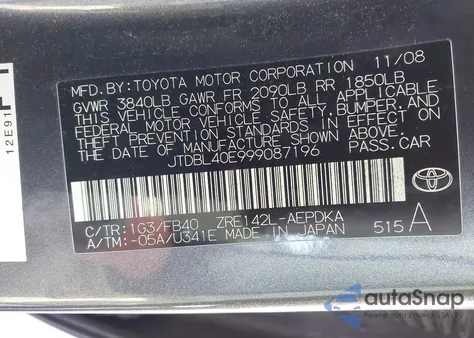 MFD. BY: TOYOTA MOTOR CORPORATION 11/08
GVWR 3840LB GAWR FR 2090LB RR 1850LB
THIS VEHICLE CONFORMS TO ALL APPLICABLE
FEDERAL MOTOR VEHICLE SAFETY, BUMPER, AND
THEFT PREVENTION STANDARDS IN EFFECT ON
THE DATE OF MANUFACTURE SHOWN ABOVE.
JTDBL40E999087196 PASS. CAR
TOYOTA
C/TR: 1G3/FB40 ZRE142L-AEPDKA
A/TM: -05A/U341E MADE IN JAPAN 515 A
12E91
autoSnap